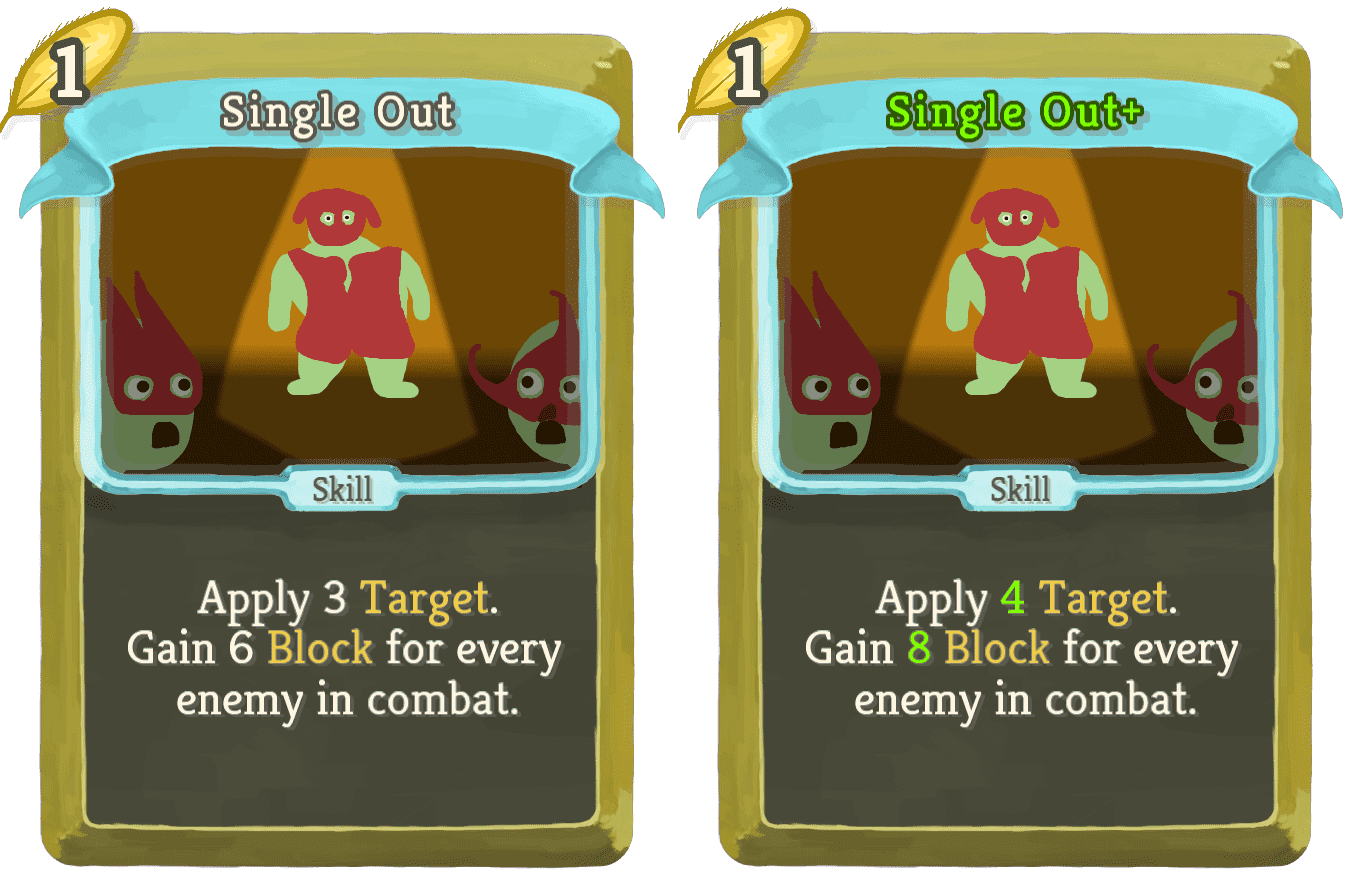 1
Single Out
Skill
Apply 3 Target.
Gain 6 Block for every
enemy in combat.
1
Single Out+
Skill
Apply 4 Target.
Gain 8 Block for every
enemy in combat.